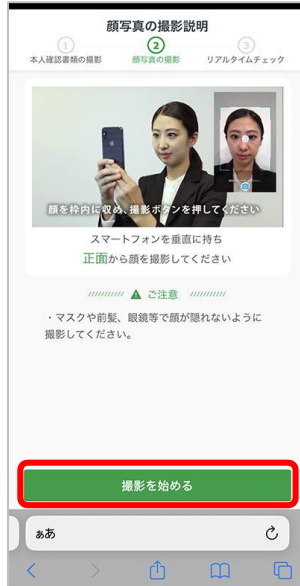 顔写真の撮影説明
1
2
3
本人確認書類の撮影
顔写真の撮影
リアルタイムチェック
顔を枠内に収め、撮影ボタンを押してください
スマートフォンを垂直に持ち
正面から顔を撮影してください
ご注意
・マスクや前髪、眼鏡等で顔が隠れないように
撮影してください。
撮影を始める
ぁあ